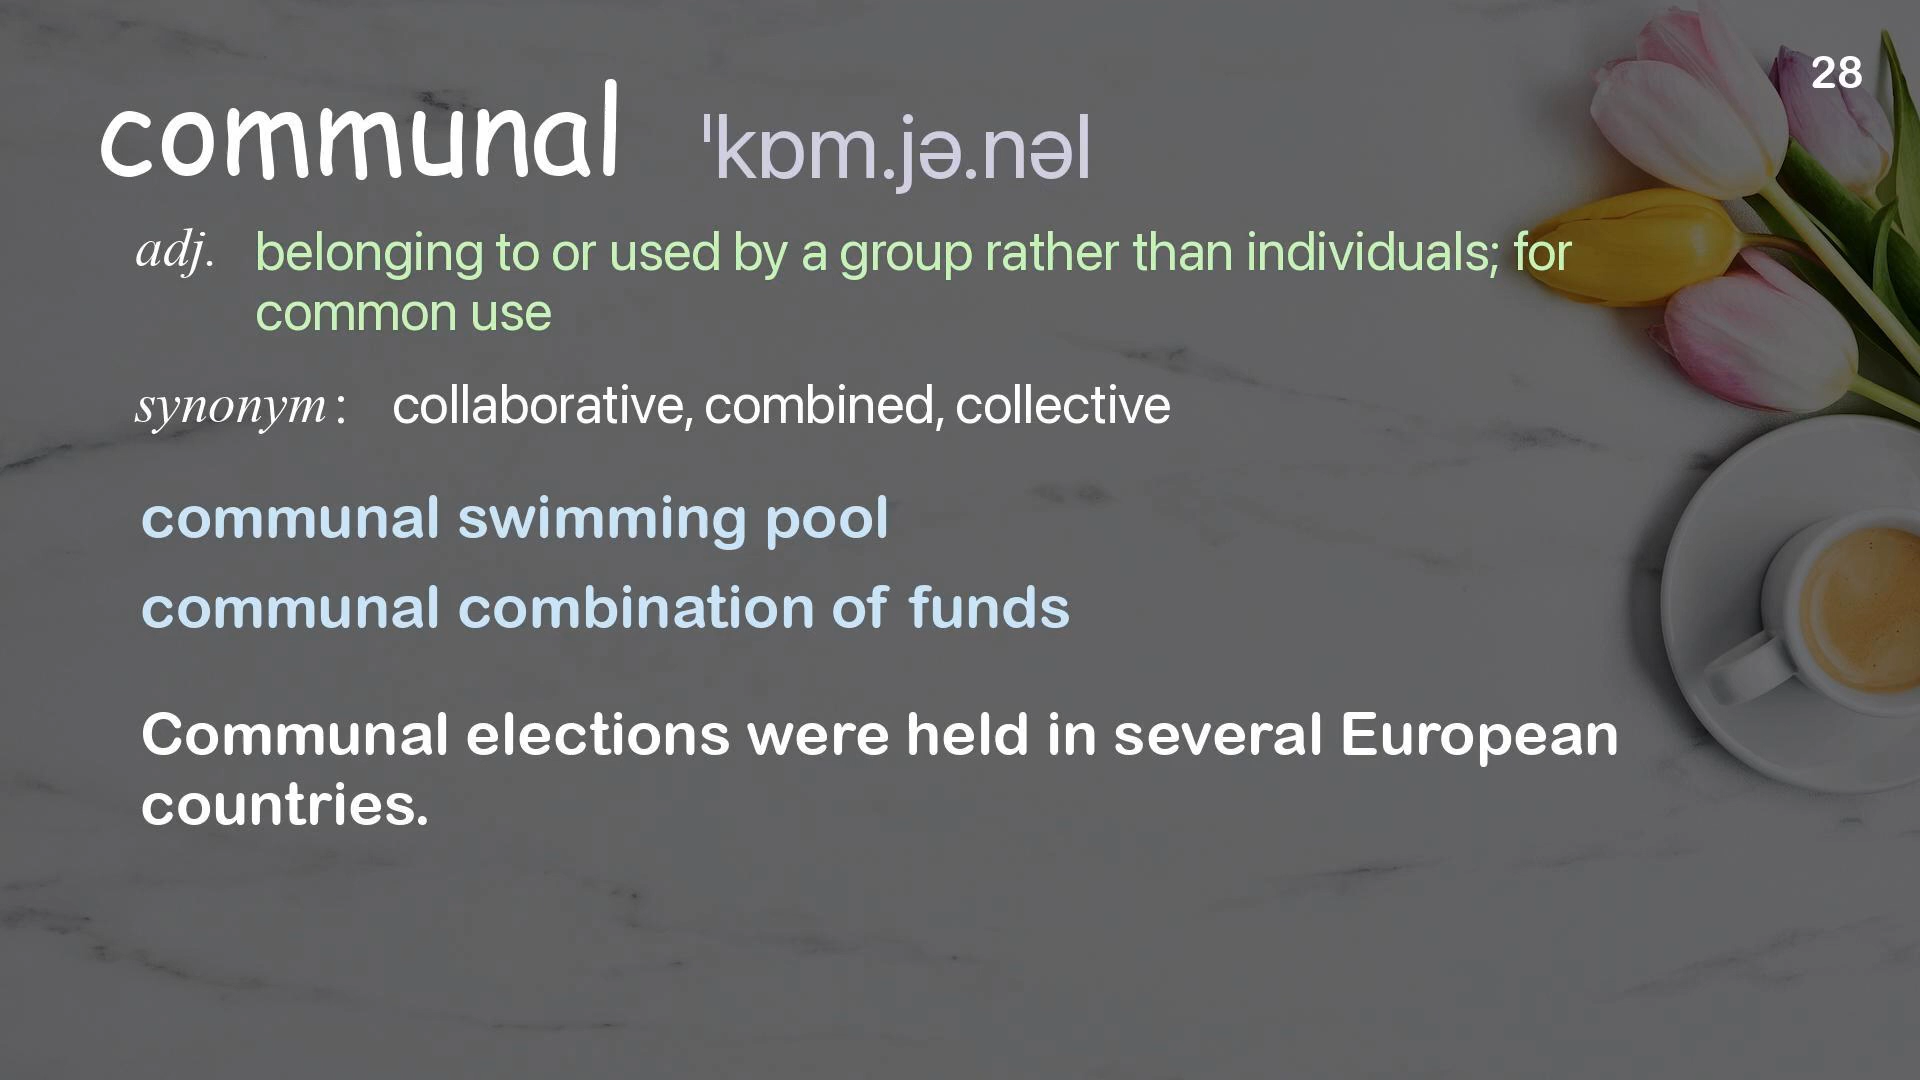 28
communal ˈkɒm.jə.nəl
adj. belonging to or used by a group rather than individuals; for
common use
synonym: collaborative, combined, collective
communal swimming pool
communal combination of funds
Communal elections were held in several European
countries.